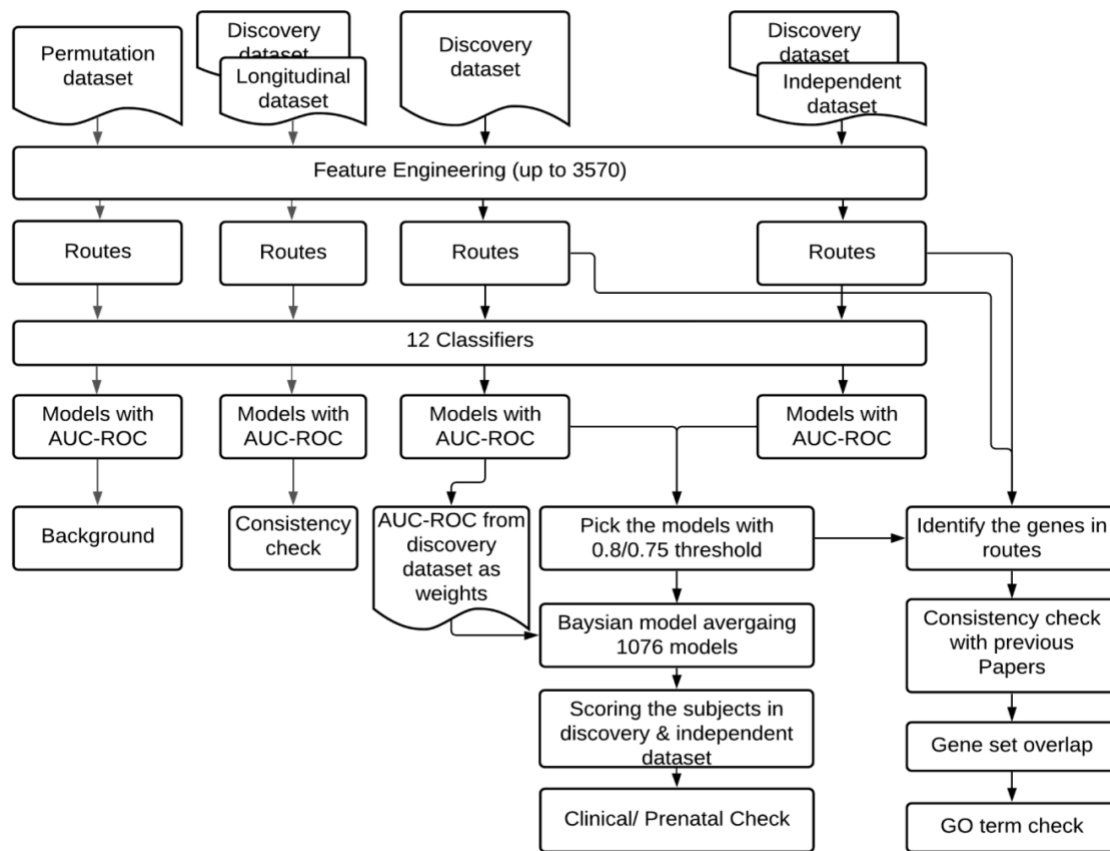 Permutation
dataset
Discovery
dataset
Longitudinal
dataset
Discovery
dataset
Discovery
dataset
Independent
dataset
Feature Engineering (up to 3570)
Routes
Routes
Routes
Routes
12 Classifiers
Models with
AUC-ROC
Models with
AUC-ROC
Models with
AUC-ROC
Models with
AUC-ROC
Background
Consistency
check
AUC-ROC from
discovery
dataset as
weights
Pick the models with
0.8/0.75 threshold
Identify the genes in
routes
Baysian model avergaing
1076 models
Consistency check
with previous
Papers
Scoring the subjects in
discovery & independent
dataset
Gene set overlap
Clinical/ Prenatal Check
GO term check